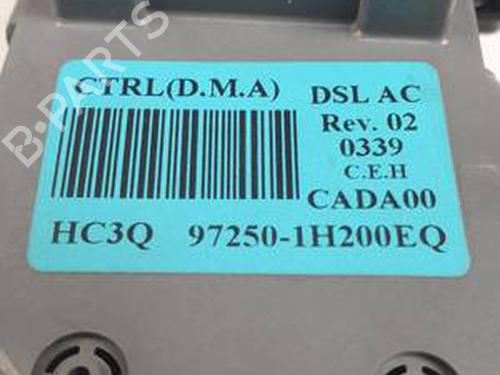 CTRL(D.M.A)
DSL AC
Rev. 02
0339
C.E.H
CADA00
HC3Q 97250-1H200EQ
B-PARTS